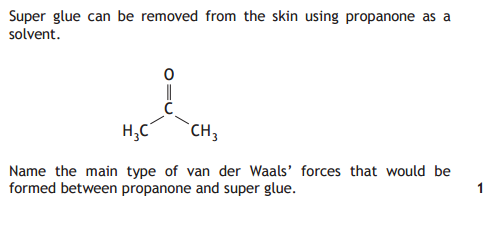 Super glue can be removed from the skin using propanone as a
solvent.
O
C
H₃C CH₃
Name the main type of van der Waals’ forces that would be
formed between propanone and super glue. 1